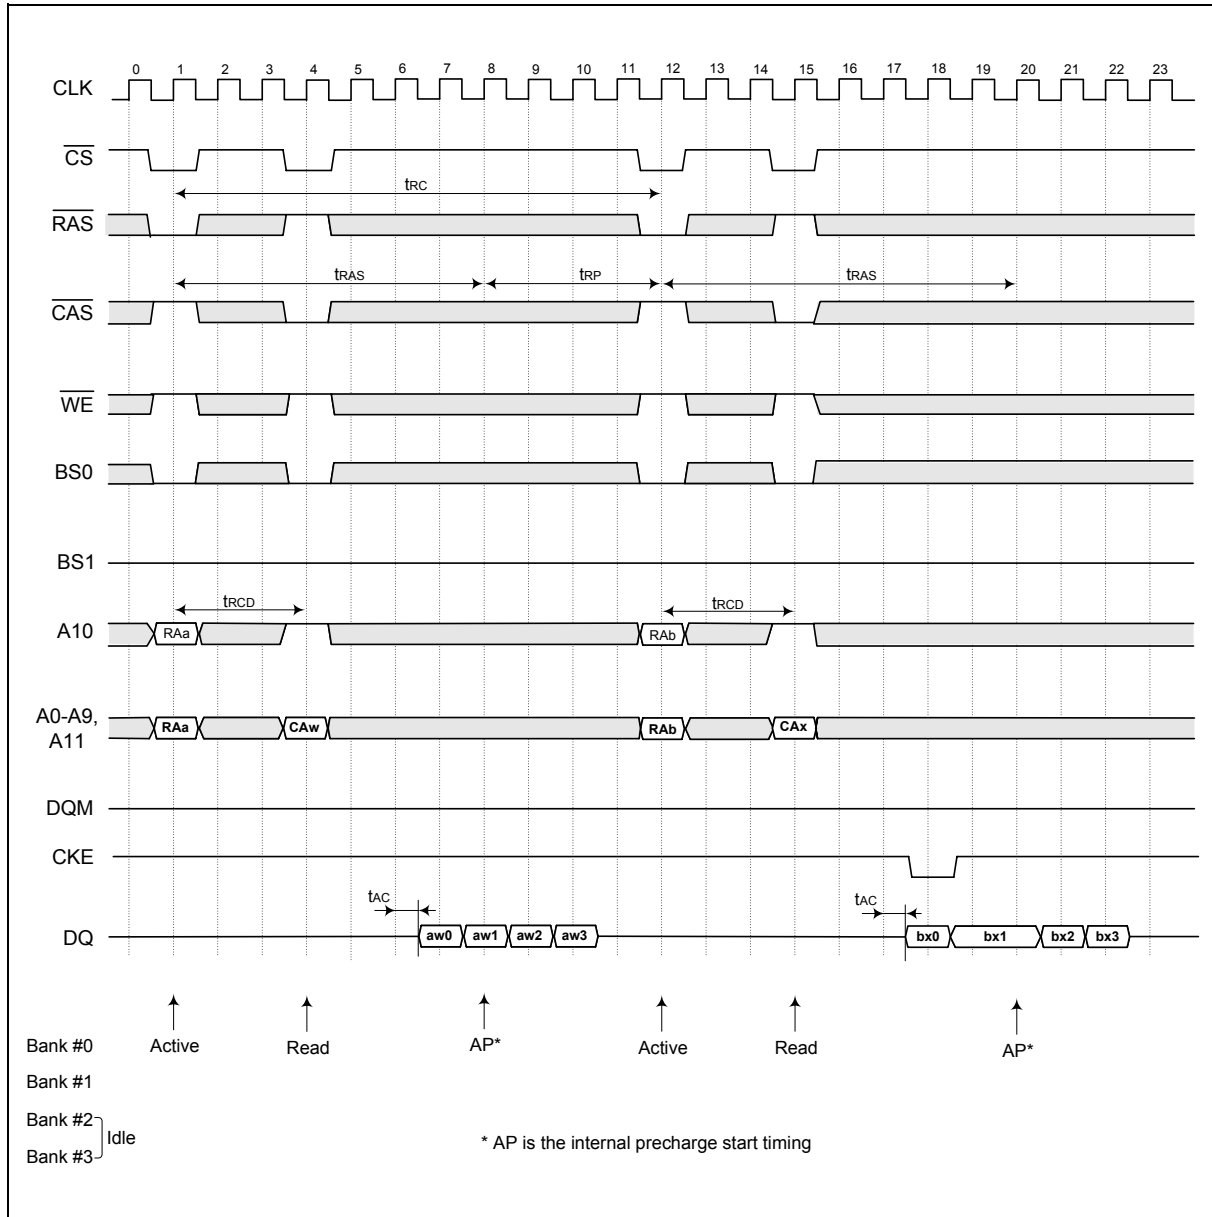 0 1 2 3 4 5 6 7 8 9 10 11 12 13 14 15 16 17 18 19 20 21 22 23
CLK
CS
tRC
RAS
tRAS tRP tRAS
CAS
WE
BS0
BS1
tRCD tRCD
A10 RAa RAb
A0-A9,
A11
RAa CAw RAb CAx
DQM
CKE
tAC tAC
DQ aw0 aw1 aw2 aw3 bx0 bx1 bx2 bx3
Bank #0 Active Read AP* Active Read AP*
Bank #1
Bank #2
Idle
Bank #3
* AP is the internal precharge start timing